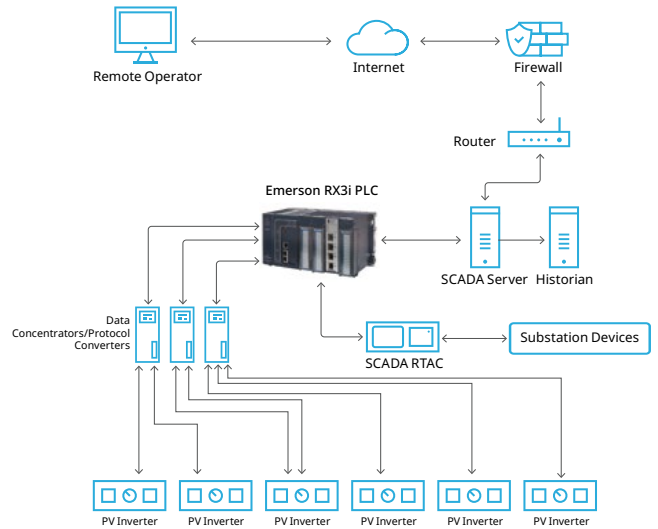 Remote Operator
Internet
Firewall
Router
Emerson RX3i PLC
SCADA Server
Historian
Data
Concentrators/Protocol
Converters
SCADA RTAC
Substation Devices
PV Inverter
PV Inverter
PV Inverter
PV Inverter
PV Inverter
PV Inverter